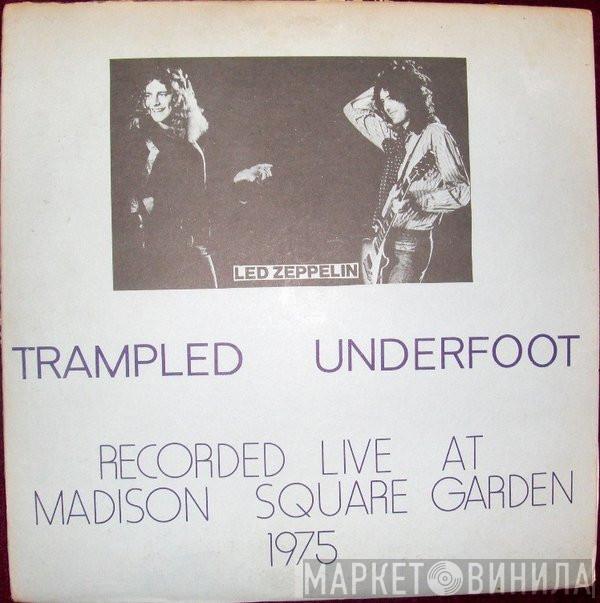 LED ZEPPELIN
TRAMPLED UNDERFOOT
RECORDED LIVE AT
MADISON SQUARE GARDEN
1975
МАРКЕТ ВИНИЛА